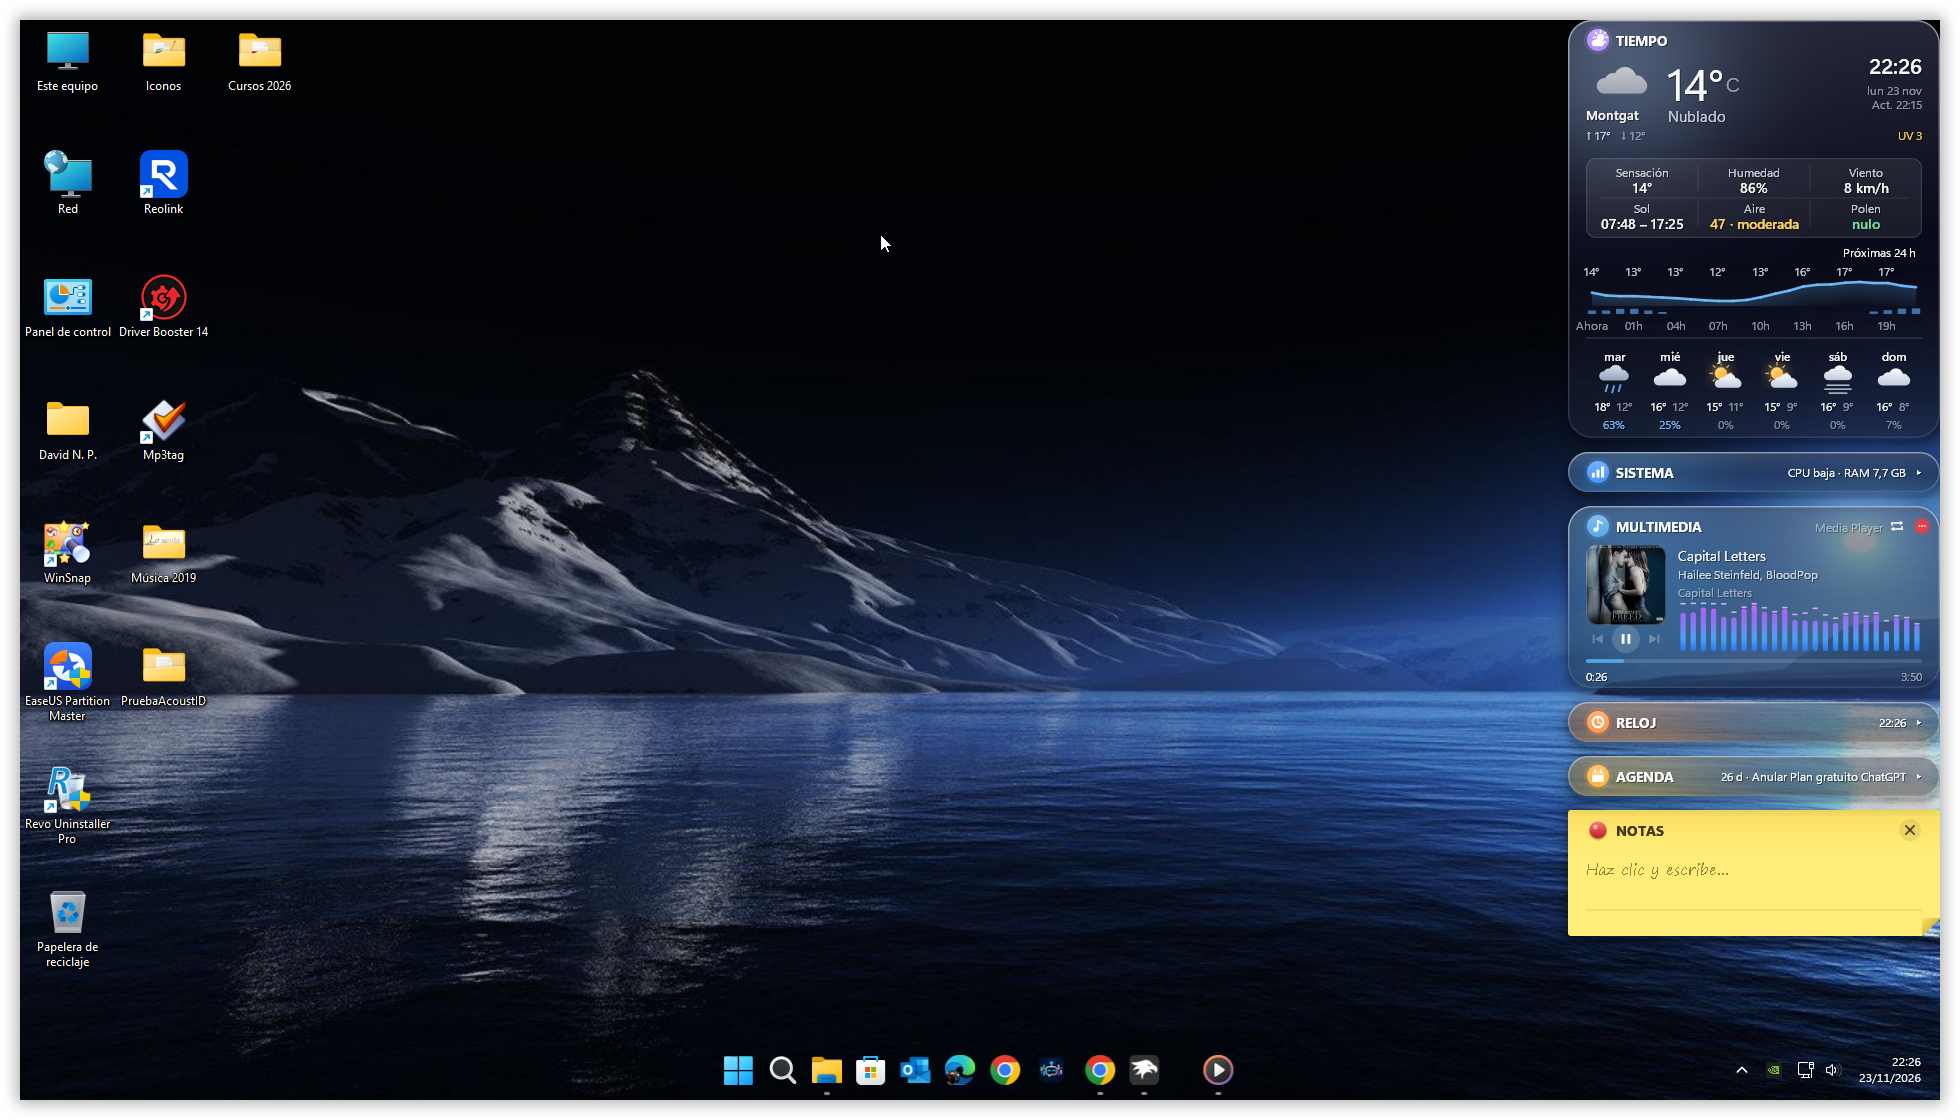 Este equipo
Iconos
Cursos 2026
Red
Reolink
Panel de control
Driver Booster 14
David N. P.
Mp3tag
WinSnap
Música 2019
EaseUS Partition
Master
PruebaAcoustID
Revo Uninstaller
Pro
Papelera de
reciclaje
TIEMPO
14°C
Nublado
22:26
lun 23 nov
Act. 22:15
Montgat
↑17° ↓12°
UV 3
Sensación Humedad Viento
14° 86% 8 km/h
Sol Aire Polen
07:48 – 17:25 47 · moderada nulo
Próximas 24 h
14° 13° 13° 12° 13° 16° 17° 17°
Ahora 01h 04h 07h 10h 13h 16h 19h
mar mié jue vie sáb dom
18° 12° 16° 12° 15° 11° 15° 9° 16° 9° 16° 8°
63% 25% 0% 0% 0% 7%
SISTEMA CPU baja · RAM 7,7 GB
MULTIMEDIA Media Player
Capital Letters
Hailee Steinfeld, BloodPop
Capital Letters
FREED
0:26 3:50
RELOJ 22:26
AGENDA 26 d · Anular Plan gratuito ChatGPT
NOTAS
Haz clic y escribe...
22:26
23/11/2026